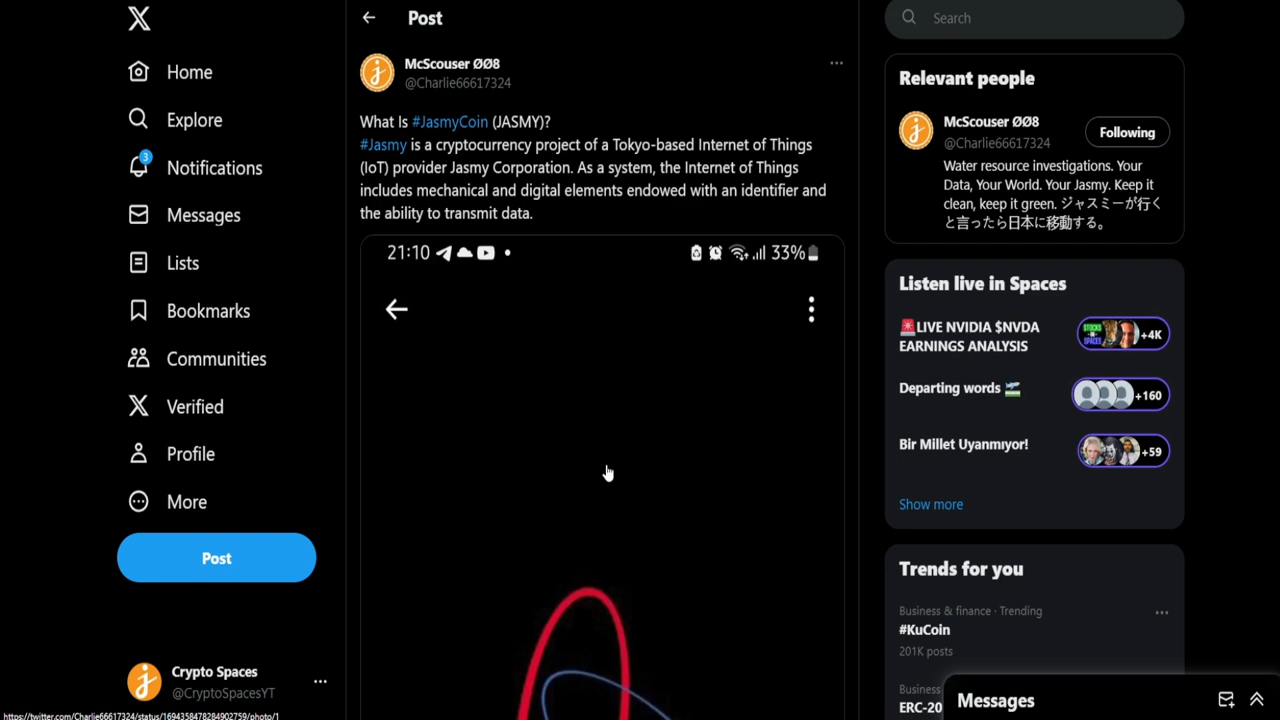 Post
Search
Home
Explore
3
Notifications
Messages
Lists
Bookmarks
Communities
Verified
Profile
More
Post
Crypto Spaces
@CryptoSpacesYT
https://twitter.com/Charlie66617324/status/1694358478284902759/photo/1
McScouser ØØ8
@Charlie66617324
What Is #JasmyCoin (JASMY)?
#Jasmy is a cryptocurrency project of a Tokyo-based Internet of Things
(IoT) provider Jasmy Corporation. As a system, the Internet of Things
includes mechanical and digital elements endowed with an identifier and
the ability to transmit data.
21:10
33%
Relevant people
McScouser ØØ8
Following
@Charlie66617324
Water resource investigations. Your
Data, Your World. Your Jasmy. Keep it
clean, keep it green. ジャスミーが行く
と言ったら日本に移動する。
Listen live in Spaces
LIVE NVIDIA $NVDA
EARNINGS ANALYSIS
STOCKS
SPACES
+4K
Departing words
+160
Bir Millet Uyanmıyor!
+59
Show more
Trends for you
Business & finance · Trending
#KuCoin
201K posts
Business
ERC-20
Messages